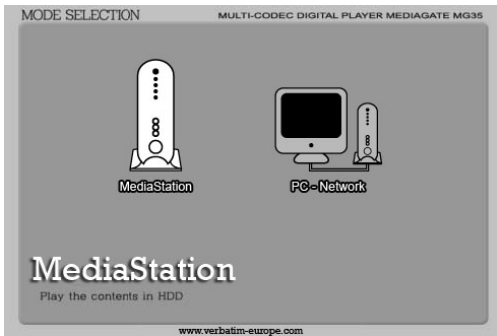 MODE SELECTION
MULTI-CODEC DIGITAL PLAYER MEDIAGATE MG35
MediaStation
PC-Network
MediaStation
Play the contents in HDD
www.verbatim-europe.com